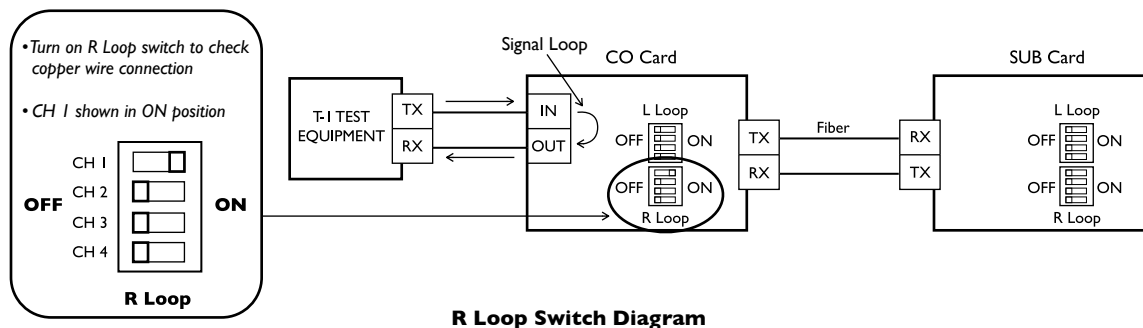 •Turn on R Loop switch to check
copper wire connection
• CH 1 shown in ON position
CH 1
CH 2
CH 3
CH 4
OFF
ON
R Loop
T-1 TEST
EQUIPMENT
TX
RX
Signal Loop
CO Card
IN
OUT
L Loop
OFF
ON
OFF
ON
R Loop
TX
RX
Fiber
SUB Card
RX
TX
L Loop
OFF
ON
OFF
ON
R Loop
R Loop Switch Diagram